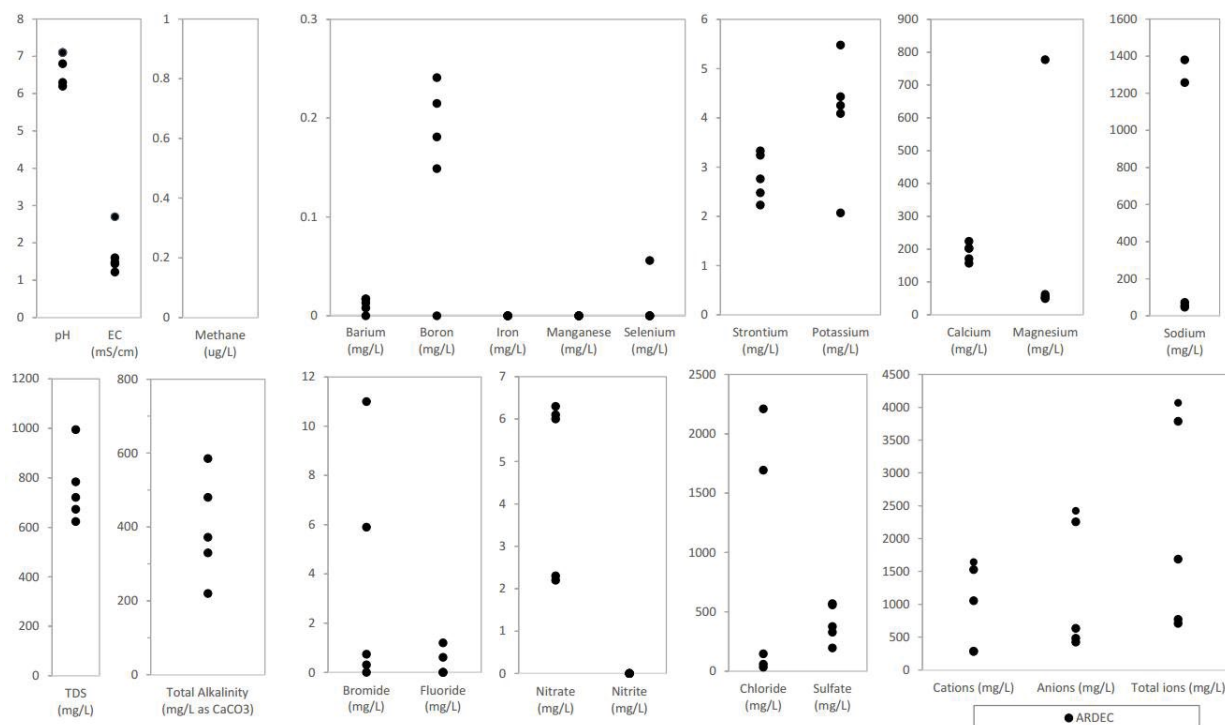 8
7
6
5
4
3
2
1
0
pH
EC
(mS/cm)
1
0.8
0.6
0.4
0.2
0
Methane
(ug/L)
0.3
0.2
0.1
0
Barium
(mg/L)
Boron
(mg/L)
Iron
(mg/L)
Manganese
(mg/L)
Selenium
(mg/L)
6
5
4
3
2
1
0
Strontium
(mg/L)
Potassium
(mg/L)
900
800
700
600
500
400
300
200
100
0
Calcium
(mg/L)
Magnesium
(mg/L)
1600
1400
1200
1000
800
600
400
200
0
Sodium
(mg/L)
1200
1000
800
600
400
200
0
TDS
(mg/L)
800
600
400
200
0
Total Alkalinity
(mg/L as CaCO3)
12
10
8
6
4
2
0
Bromide
(mg/L)
Fluoride
(mg/L)
7
6
5
4
3
2
1
0
Nitrate
(mg/L)
Nitrite
(mg/L)
2500
2000
1500
1000
500
0
Chloride
(mg/L)
Sulfate
(mg/L)
4500
4000
3500
3000
2500
2000
1500
1000
500
0
Cations (mg/L)
Anions (mg/L)
Total ions (mg/L)
ARDEC